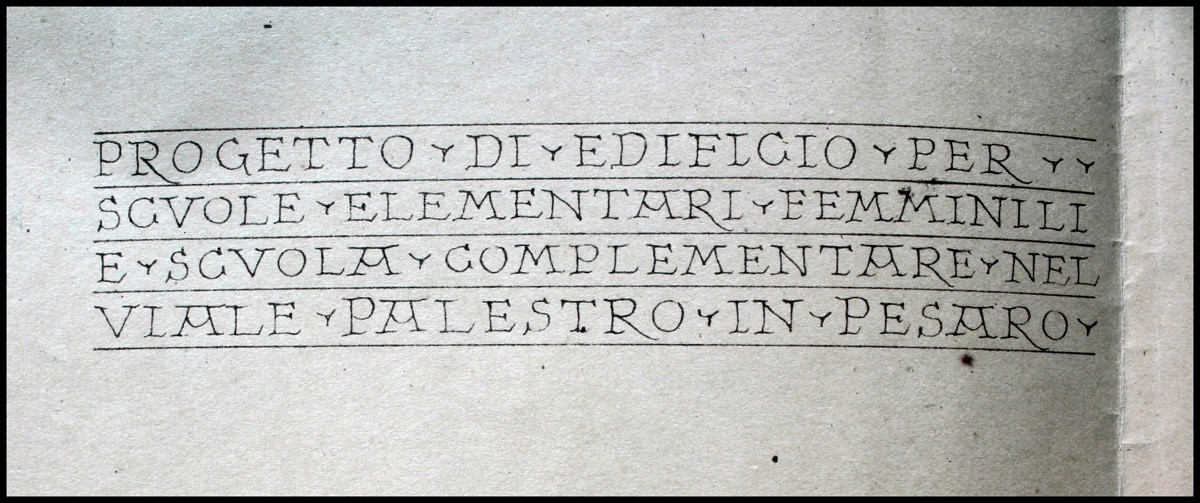 PROGETTO Y DI Y EDIFICIO Y PER Y Y
SCVOLE Y ELEMENTARI Y FEMMINILI
E Y SCVOLA Y COMPLEMENTARE Y NEL
VIALE Y PALESTRO Y IN Y PESARO Y